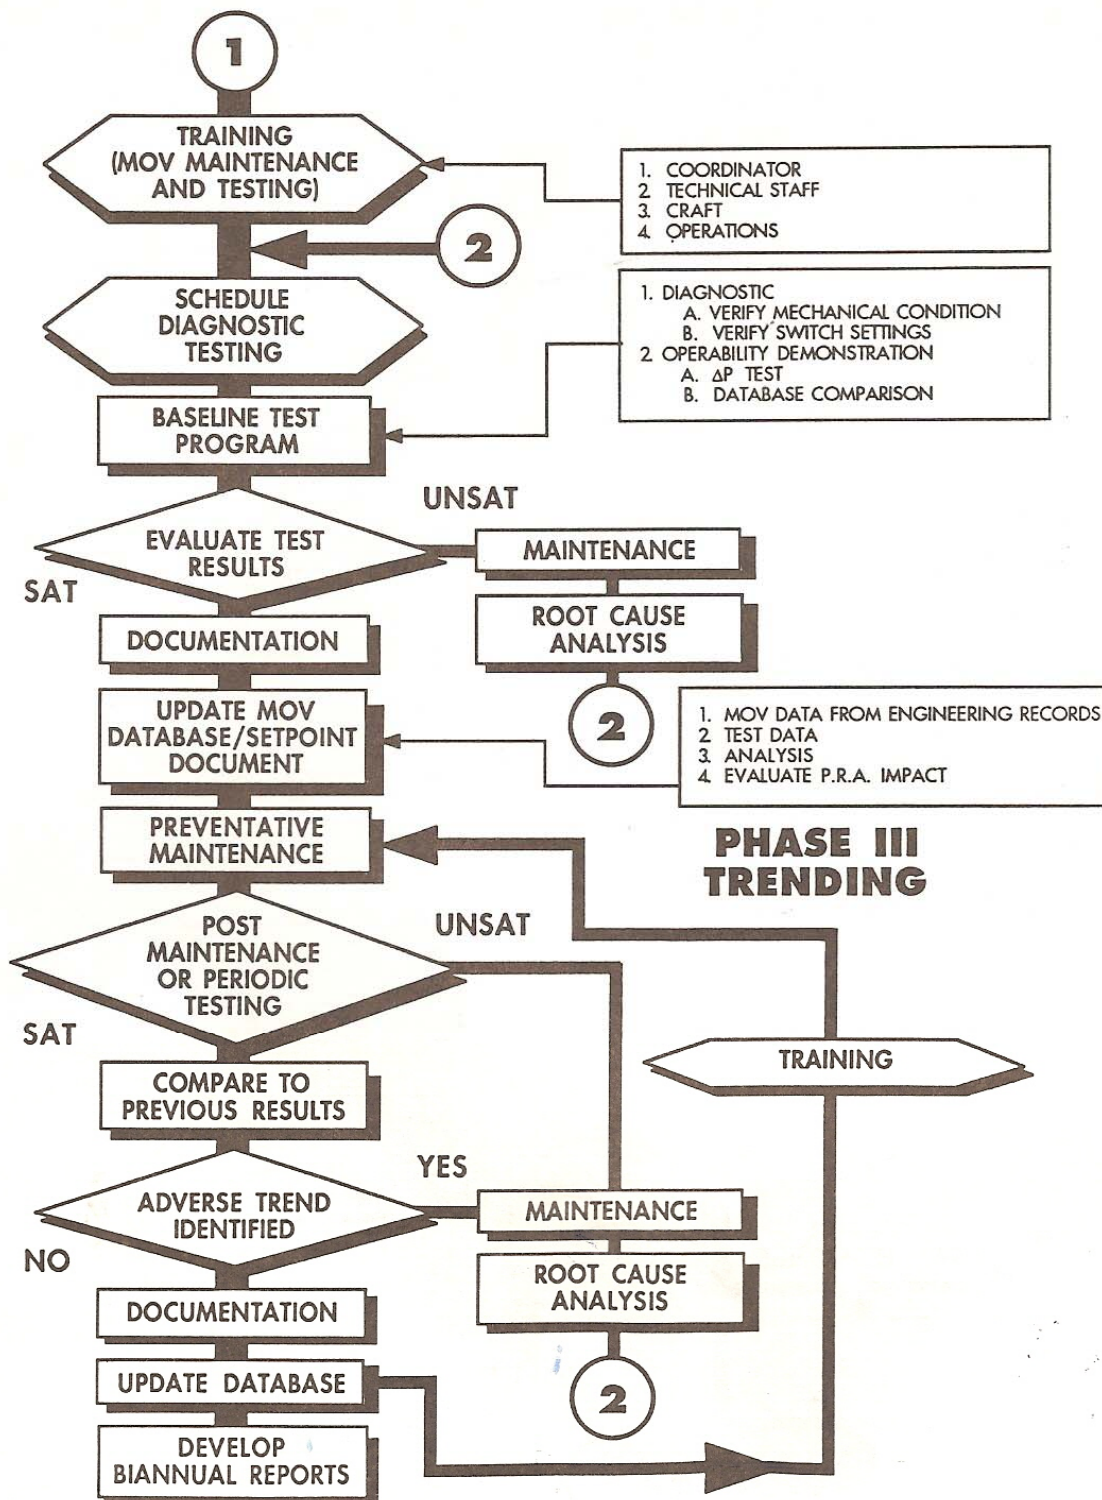 1
TRAINING
(MOV MAINTENANCE
AND TESTING)
1. COORDINATOR
2. TECHNICAL STAFF
3. CRAFT
4. OPERATIONS
2
SCHEDULE
DIAGNOSTIC
TESTING
1. DIAGNOSTIC
A. VERIFY MECHANICAL CONDITION
B. VERIFY SWITCH SETTINGS
2. OPERABILITY DEMONSTRATION
A. ΔP TEST
B. DATABASE COMPARISON
BASELINE TEST
PROGRAM
UNSAT
EVALUATE TEST
RESULTS
SAT
MAINTENANCE
ROOT CAUSE
ANALYSIS
2
DOCUMENTATION
UPDATE MOV
DATABASE/SETPOINT
DOCUMENT
1. MOV DATA FROM ENGINEERING RECORDS
2. TEST DATA
3. ANALYSIS
4. EVALUATE P.R.A. IMPACT
PREVENTATIVE
MAINTENANCE
PHASE III
TRENDING
POST
MAINTENANCE
OR PERIODIC
TESTING
UNSAT
SAT
TRAINING
COMPARE TO
PREVIOUS RESULTS
YES
ADVERSE TREND
IDENTIFIED
NO
MAINTENANCE
ROOT CAUSE
ANALYSIS
2
DOCUMENTATION
UPDATE DATABASE
DEVELOP
BIANNUAL REPORTS